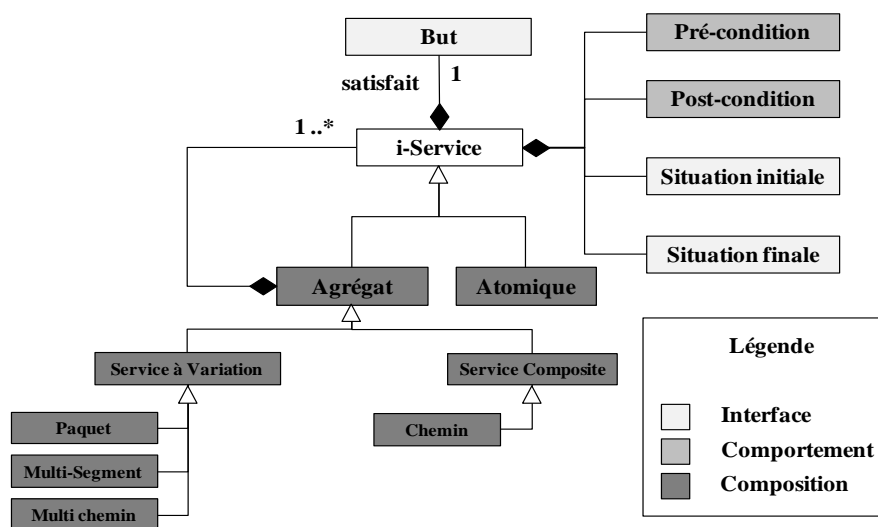 But
Pré-condition
satisfait
1
Post-condition
1 ..*
i-Service
Situation initiale
Situation finale
Agrégat
Atomique
Légende
Service à Variation
Service Composite
Interface
Paquet
Chemin
Comportement
Multi-Segment
Composition
Multi chemin